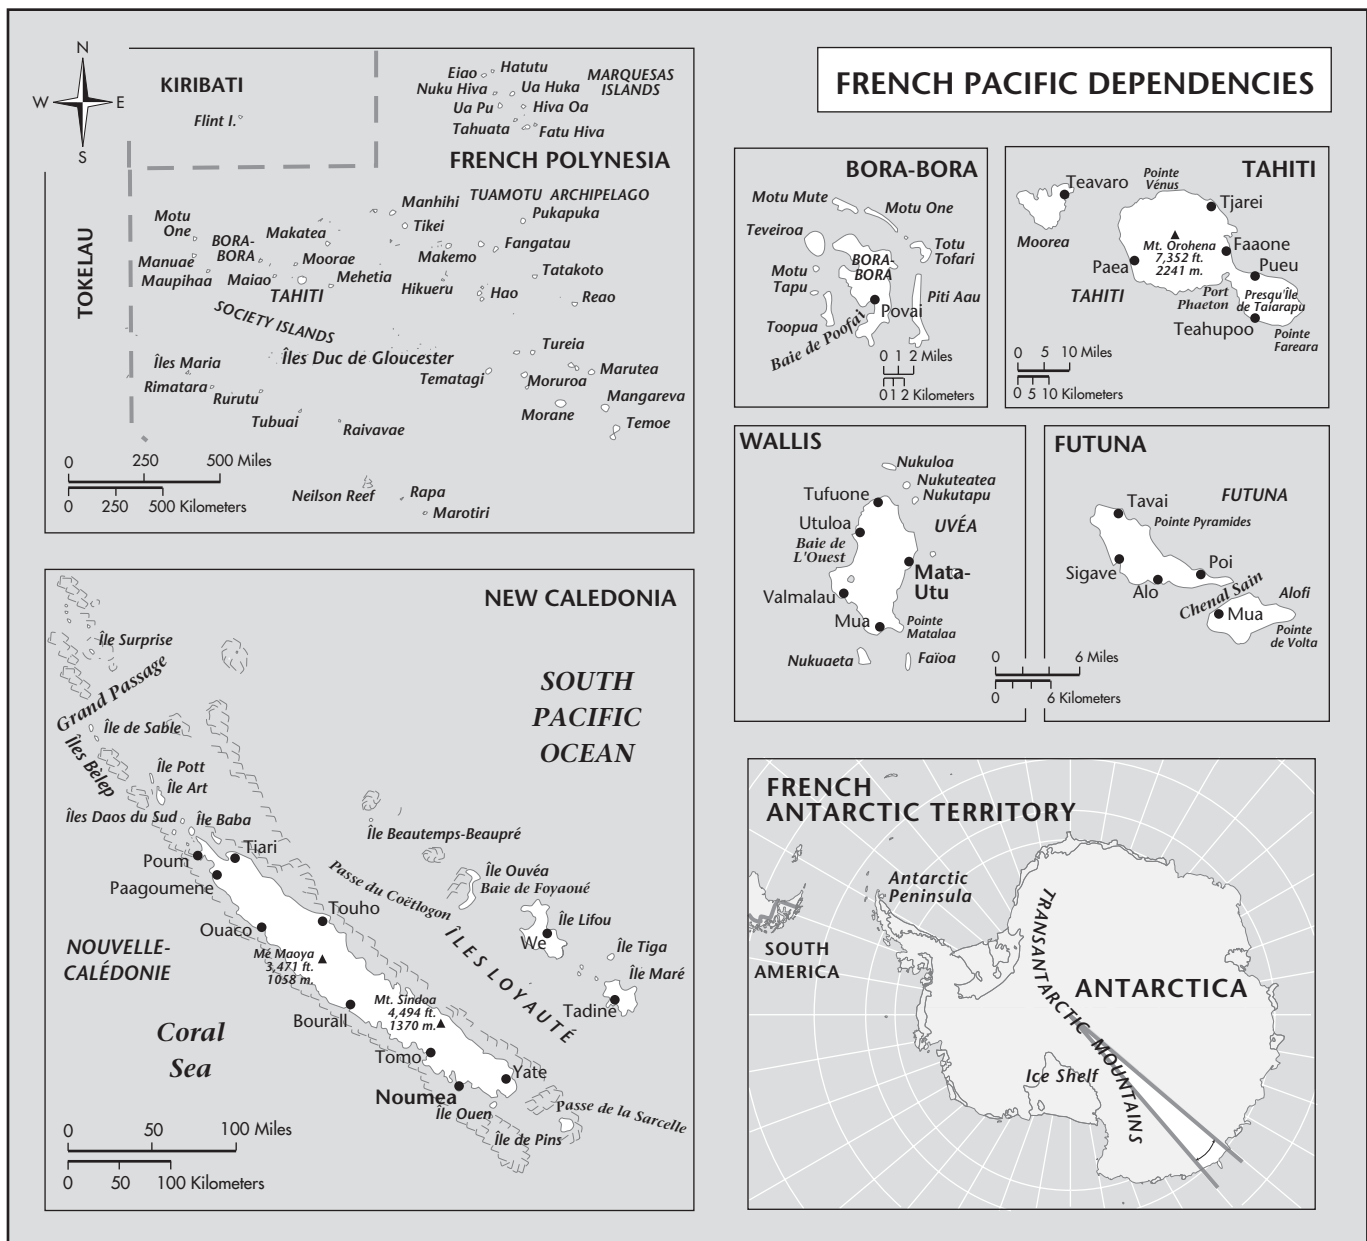 FRENCH PACIFIC DEPENDENCIES
N
W
E
S
KIRIBATI
Flint I.
TOKELAU
Eiao
Hatutu
MARQUESAS
ISLANDS
Nuku Hiva
Ua Huka
Ua Pu
Hiva Oa
Tahuata
Fatu Hiva
FRENCH POLYNESIA
TUAMOTU ARCHIPELAGO
Manhihi
Pukapuka
Motu
One
Tikei
Makatea
BORA-
BORA
Fangatau
Manuae
Moorae
Makemo
Maupihaa
Maiao
Mehetia
Tatakoto
TAHITI
Hikueru
Hao
Reao
SOCIETY ISLANDS
Îles Duc de Gloucester
Tureia
Îles Maria
Tematagi
Marutea
Rimatara
Moruroa
Rurutu
Mangareva
Tubuai
Morane
Raivavae
Temoe
0 250 500 Miles
0 250 500 Kilometers
Neilson Reef
Rapa
Marotiri
BORA-BORA
Motu Mute
Motu One
Teveiroa
Totu
Tofari
BORA-
BORA
Motu
Tapu
Piti Aau
Povai
Toopua
Baie de Poofai
0 1 2 Miles
0 1 2 Kilometers
TAHITI
Pointe
Vénus
Teavaro
Tjarei
Moorea
Mt. Orohena
7,352 ft.
2241 m.
Faaone
Paea
Pueu
TAHITI
Port
Phaeton
Presqu'Île
de Taiarapu
Teahupoo
Pointe
Fareara
0 5 10 Miles
0 5 10 Kilometers
WALLIS
Nukuloa
Nukuteatea
Nukutapu
Tufuone
Utuloa
UVÉA
Baie de
L'Ouest
Mata-
Utu
Valmalau
Mua
Pointe
Matalaa
Nukuaeta
Faïoa
FUTUNA
Tavai
FUTUNA
Pointe Pyramides
Sigave
Poi
Alo
Chenal Sain
Alofi
Mua
Pointe
de Volta
0 6 Miles
0 6 Kilometers
NEW CALEDONIA
Île Surprise
SOUTH
PACIFIC
OCEAN
Grand Passage
Île de Sable
Îles Bèlep
Île Pott
Île Art
Îles Daos du Sud
Île Baba
Île Beautemps-Beaupré
Poum
Tiari
Paagoumene
Passe du Coëtlogon
Île Ouvéa
Baie de Foyaoué
Touho
Île Lifou
Ouaco
We
NOUVELLE-
CALÉDONIE
Mé Maoya
3,471 ft.
1058 m.
ÎLES LOYAUTÉ
Île Tiga
Île Maré
Mt. Sindoa
4,494 ft.
1370 m.
Tadine
Bourall
Coral
Sea
Tomo
Yate
Noumea
Île Ouen
Passe de la Sarcelle
Île de Pins
0 50 100 Miles
0 50 100 Kilometers
FRENCH
ANTARCTIC TERRITORY
Antarctic
Peninsula
SOUTH
AMERICA
TRANSANTARCTIC MOUNTAINS
ANTARCTICA
Ice Shelf